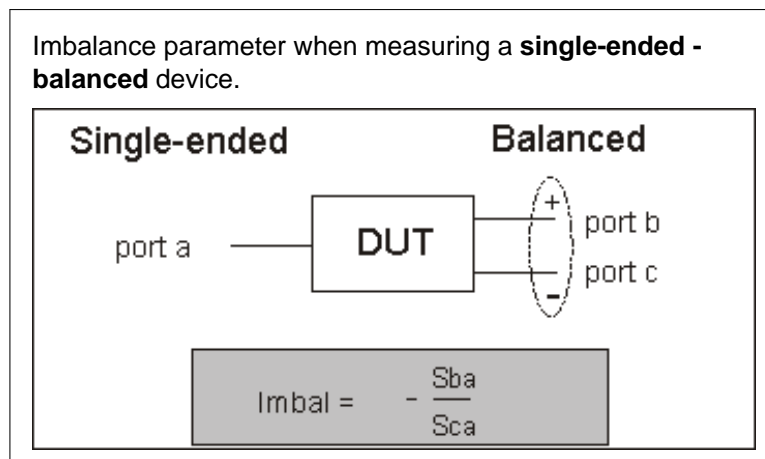 Imbalance parameter when measuring a single-ended -
balanced device.
Single-ended Balanced
+
port a DUT port b
port c
-
Imbal = - Sba
Sca